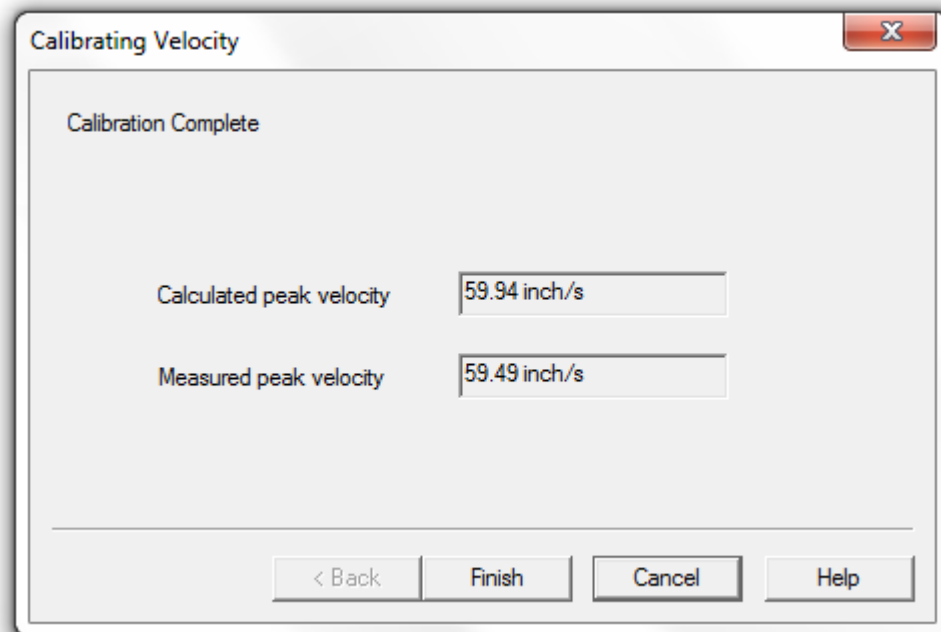 Calibrating Velocity
Calibration Complete
Calculated peak velocity 59.94 inch/s
Measured peak velocity 59.49 inch/s
< Back Finish Cancel Help